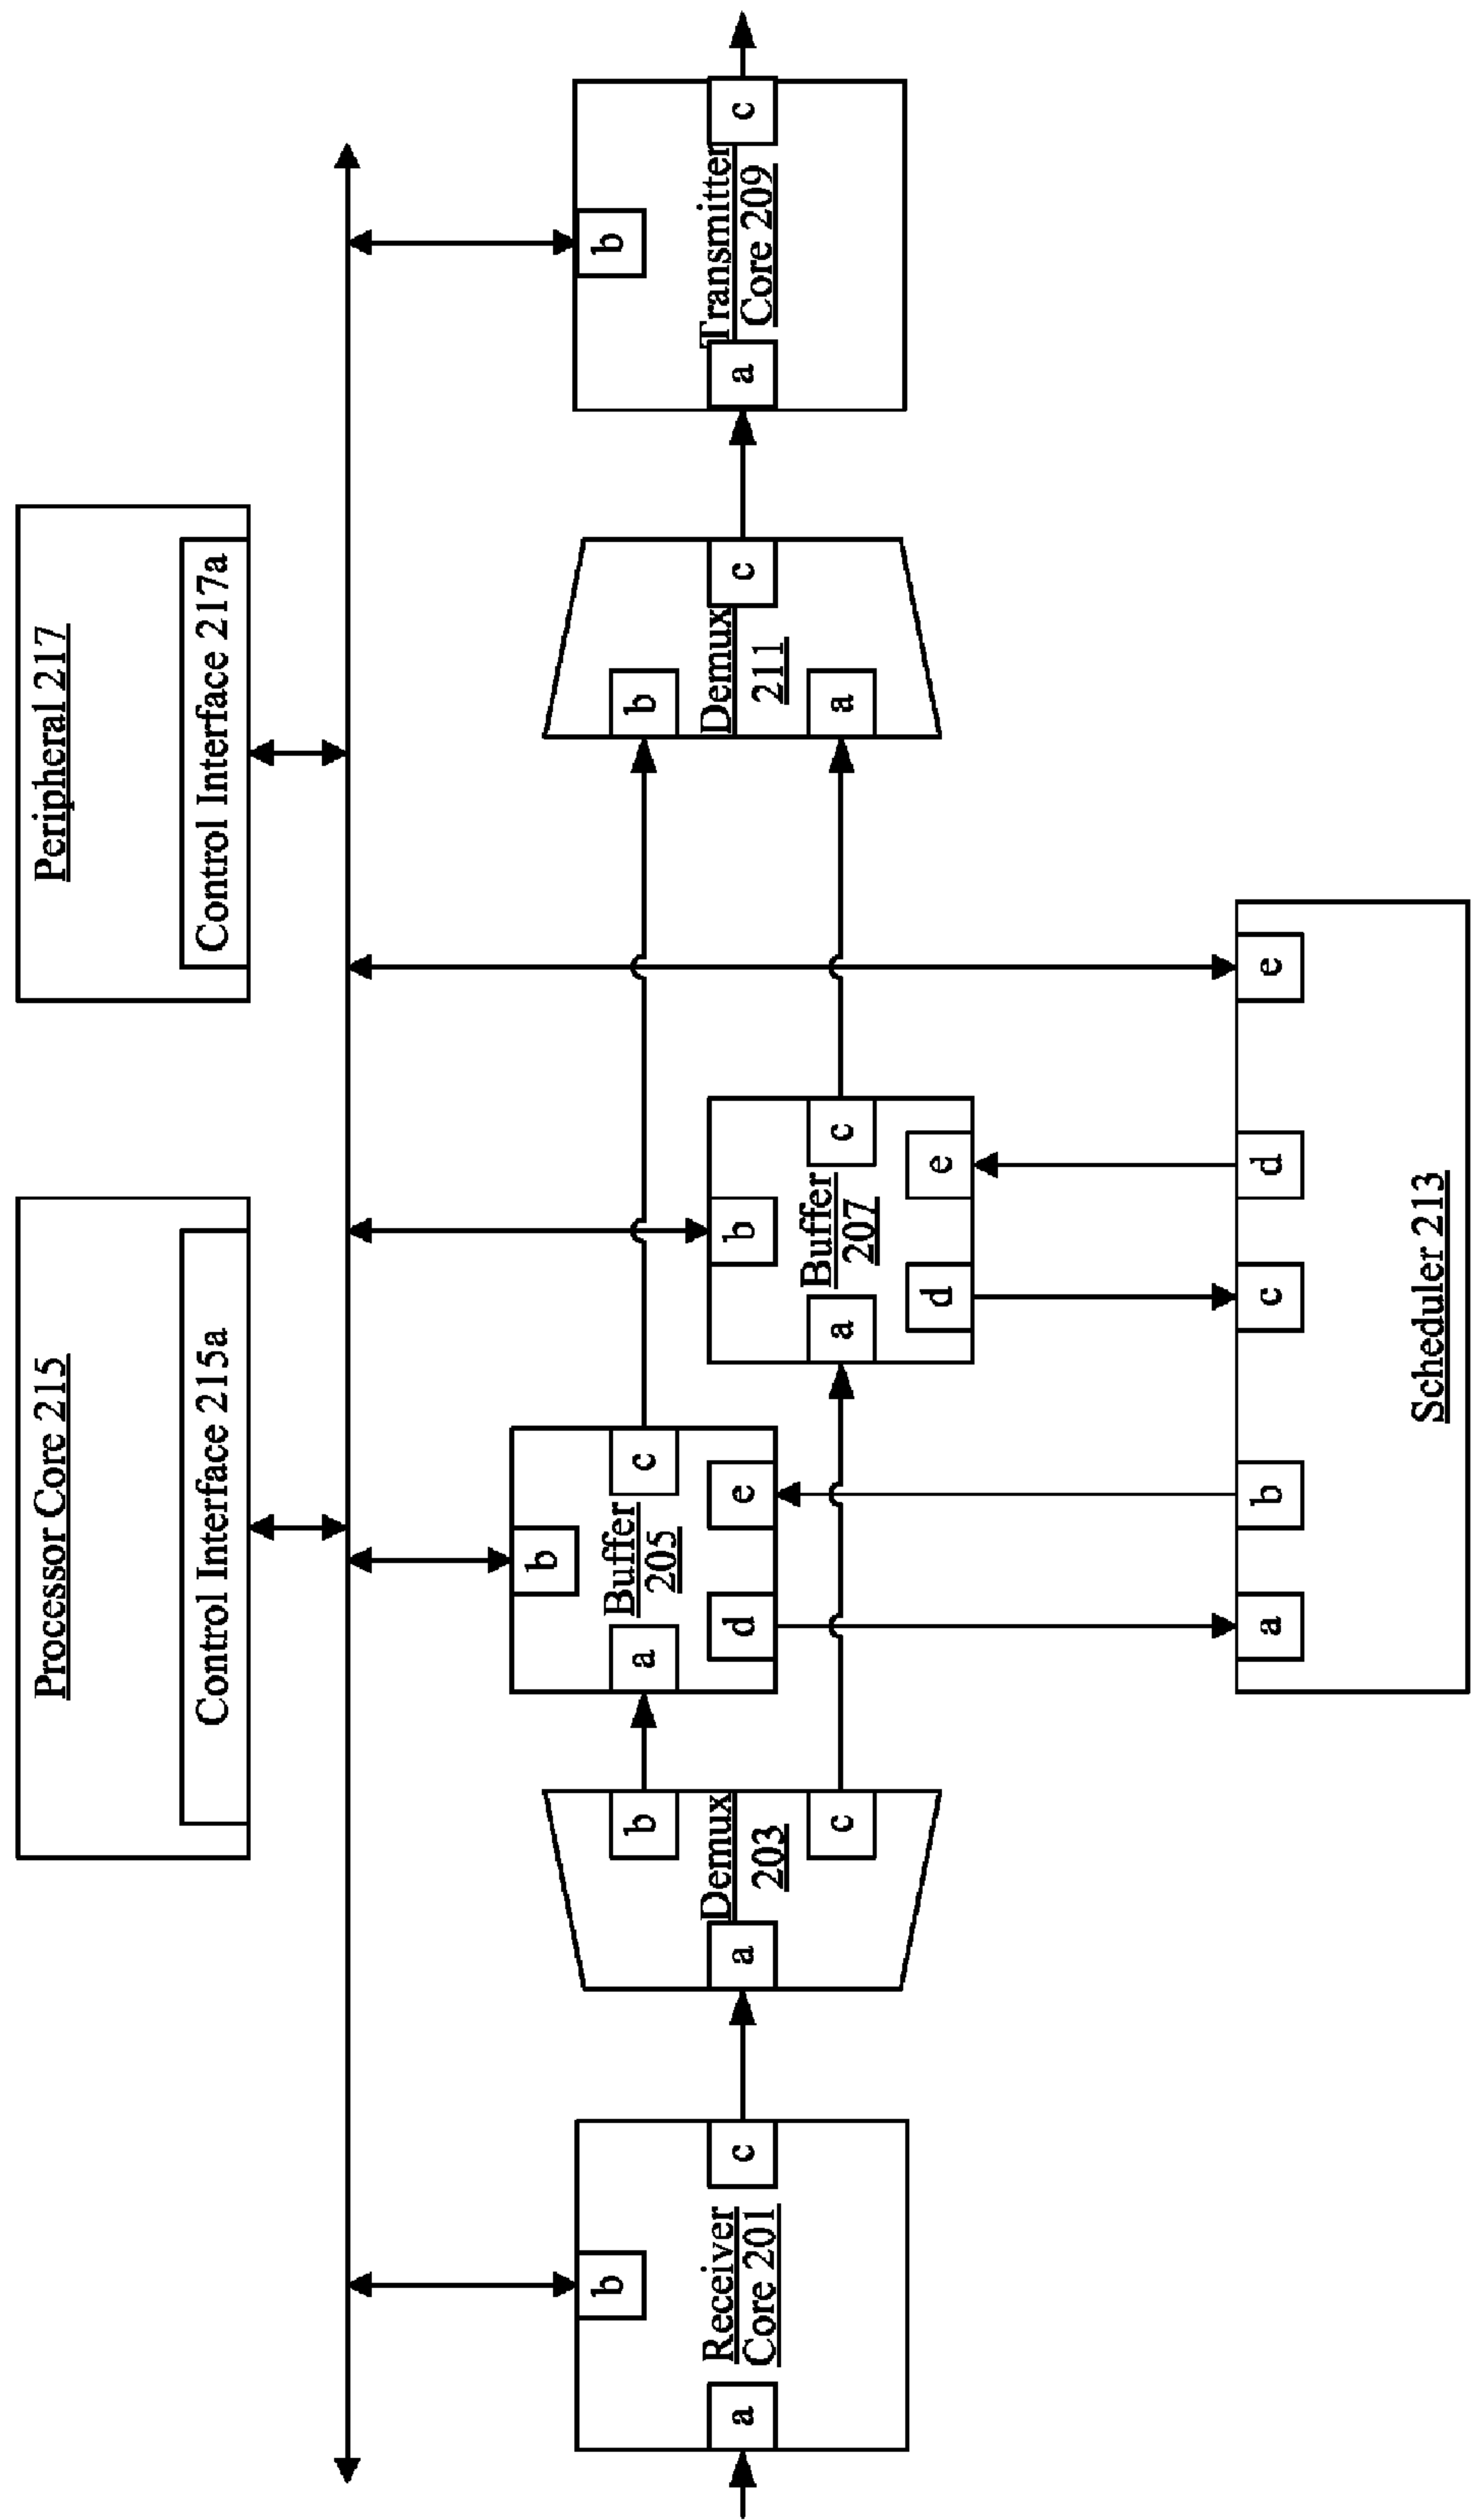 Processor Core 215
Control Interface 215a
Peripheral 217
Control Interface 217a
b
Receiver
Core 201
a
c
a
Demux
203
b
c
b
Buffer
205
a
c
d
e
b
Buffer
207
a
c
d
e
b
Demux
211
a
c
b
Transmitter
Core 209
a
c
a
b
c
d
e
Scheduler 213